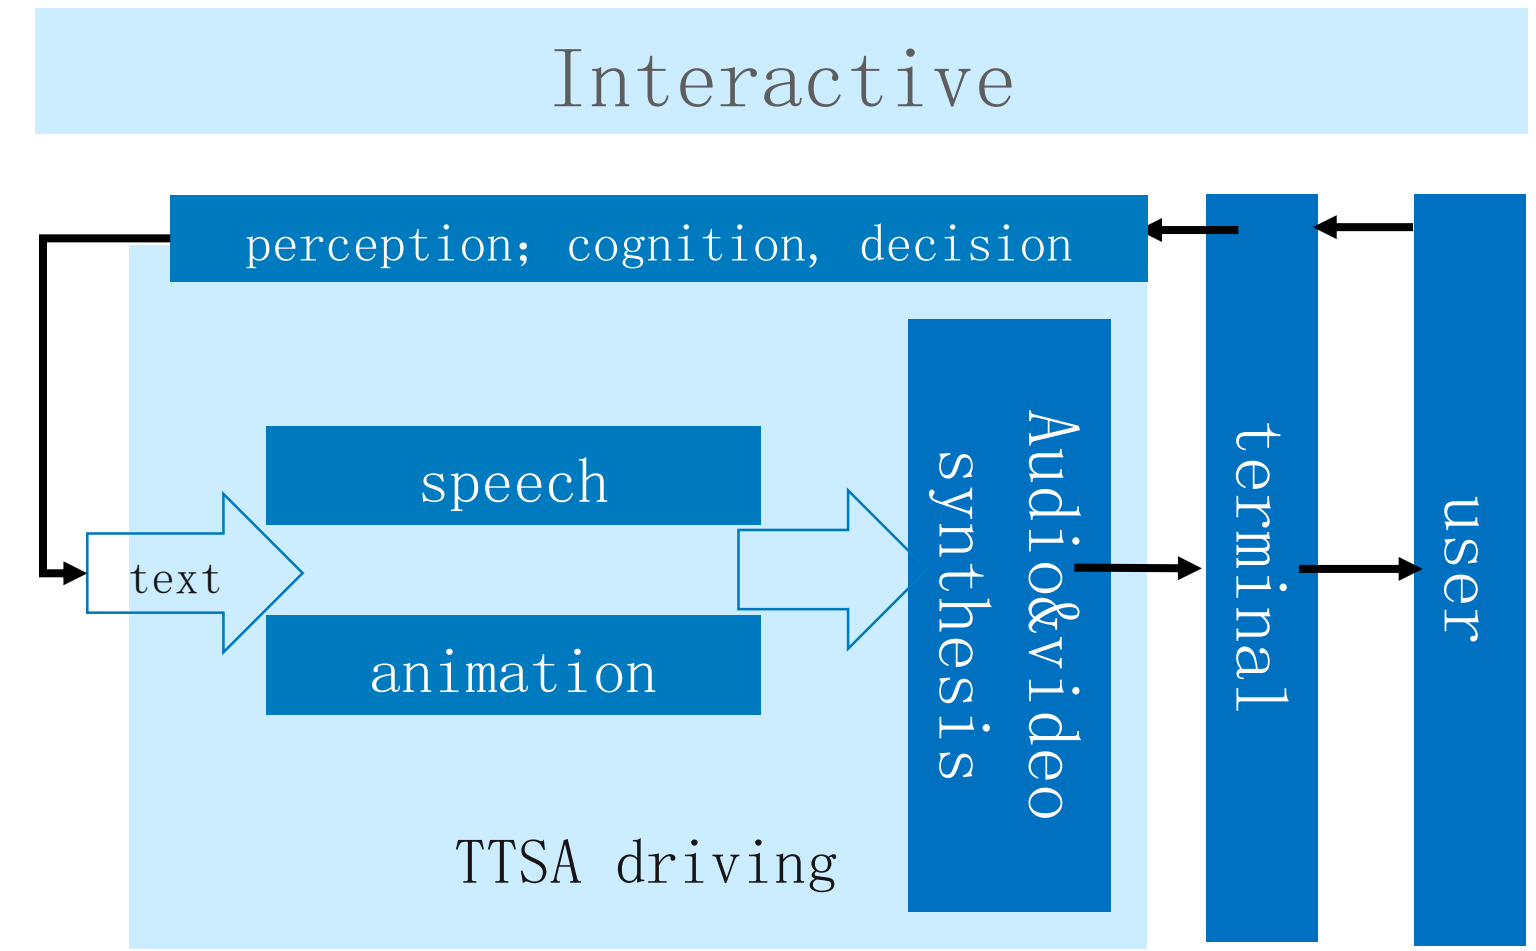 Interactive
perception; cognition, decision
speech
text
animation
TTSA driving
Audio&video
synthesis
terminal
user